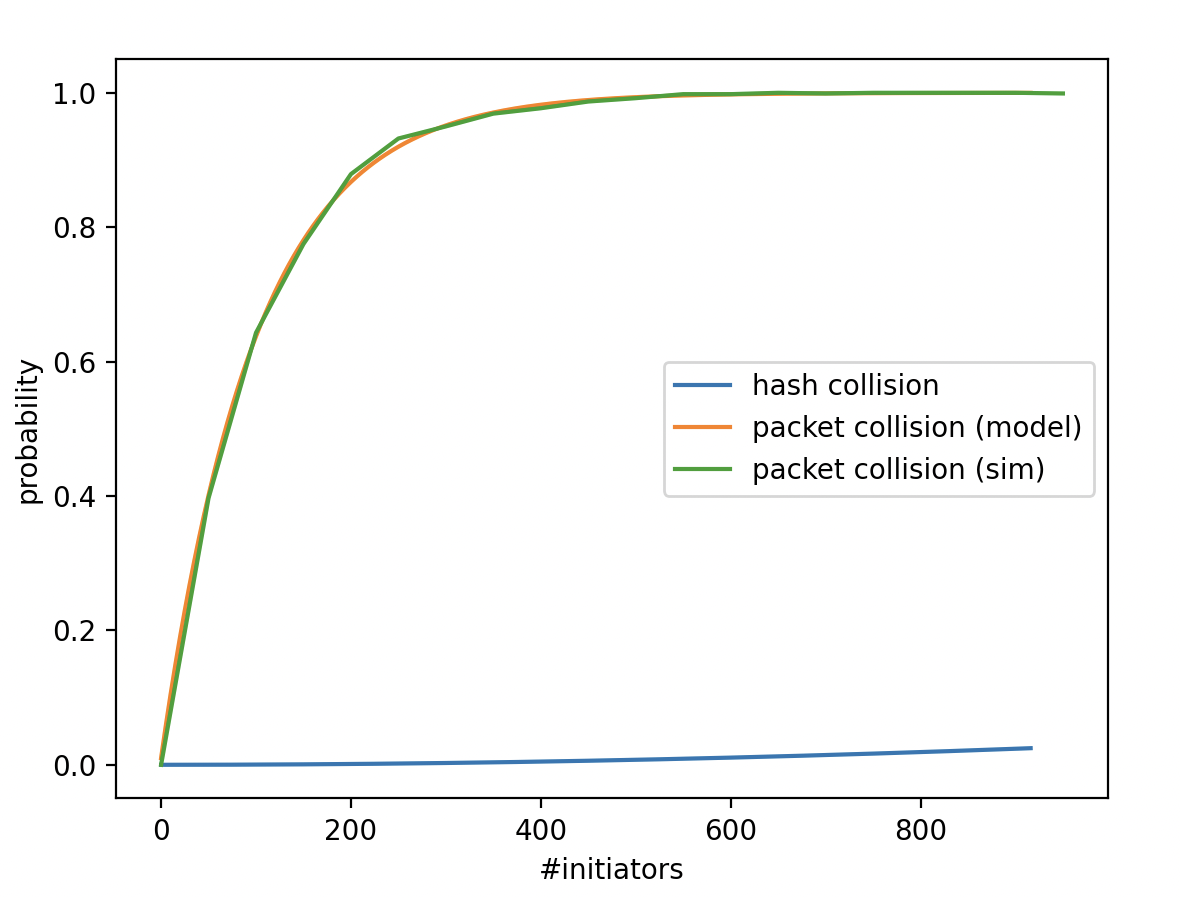 1.0
0.8
0.6
0.4
0.2
0.0
probability
hash collision
packet collision (model)
packet collision (sim)
0 200 400 600 800
#initiators